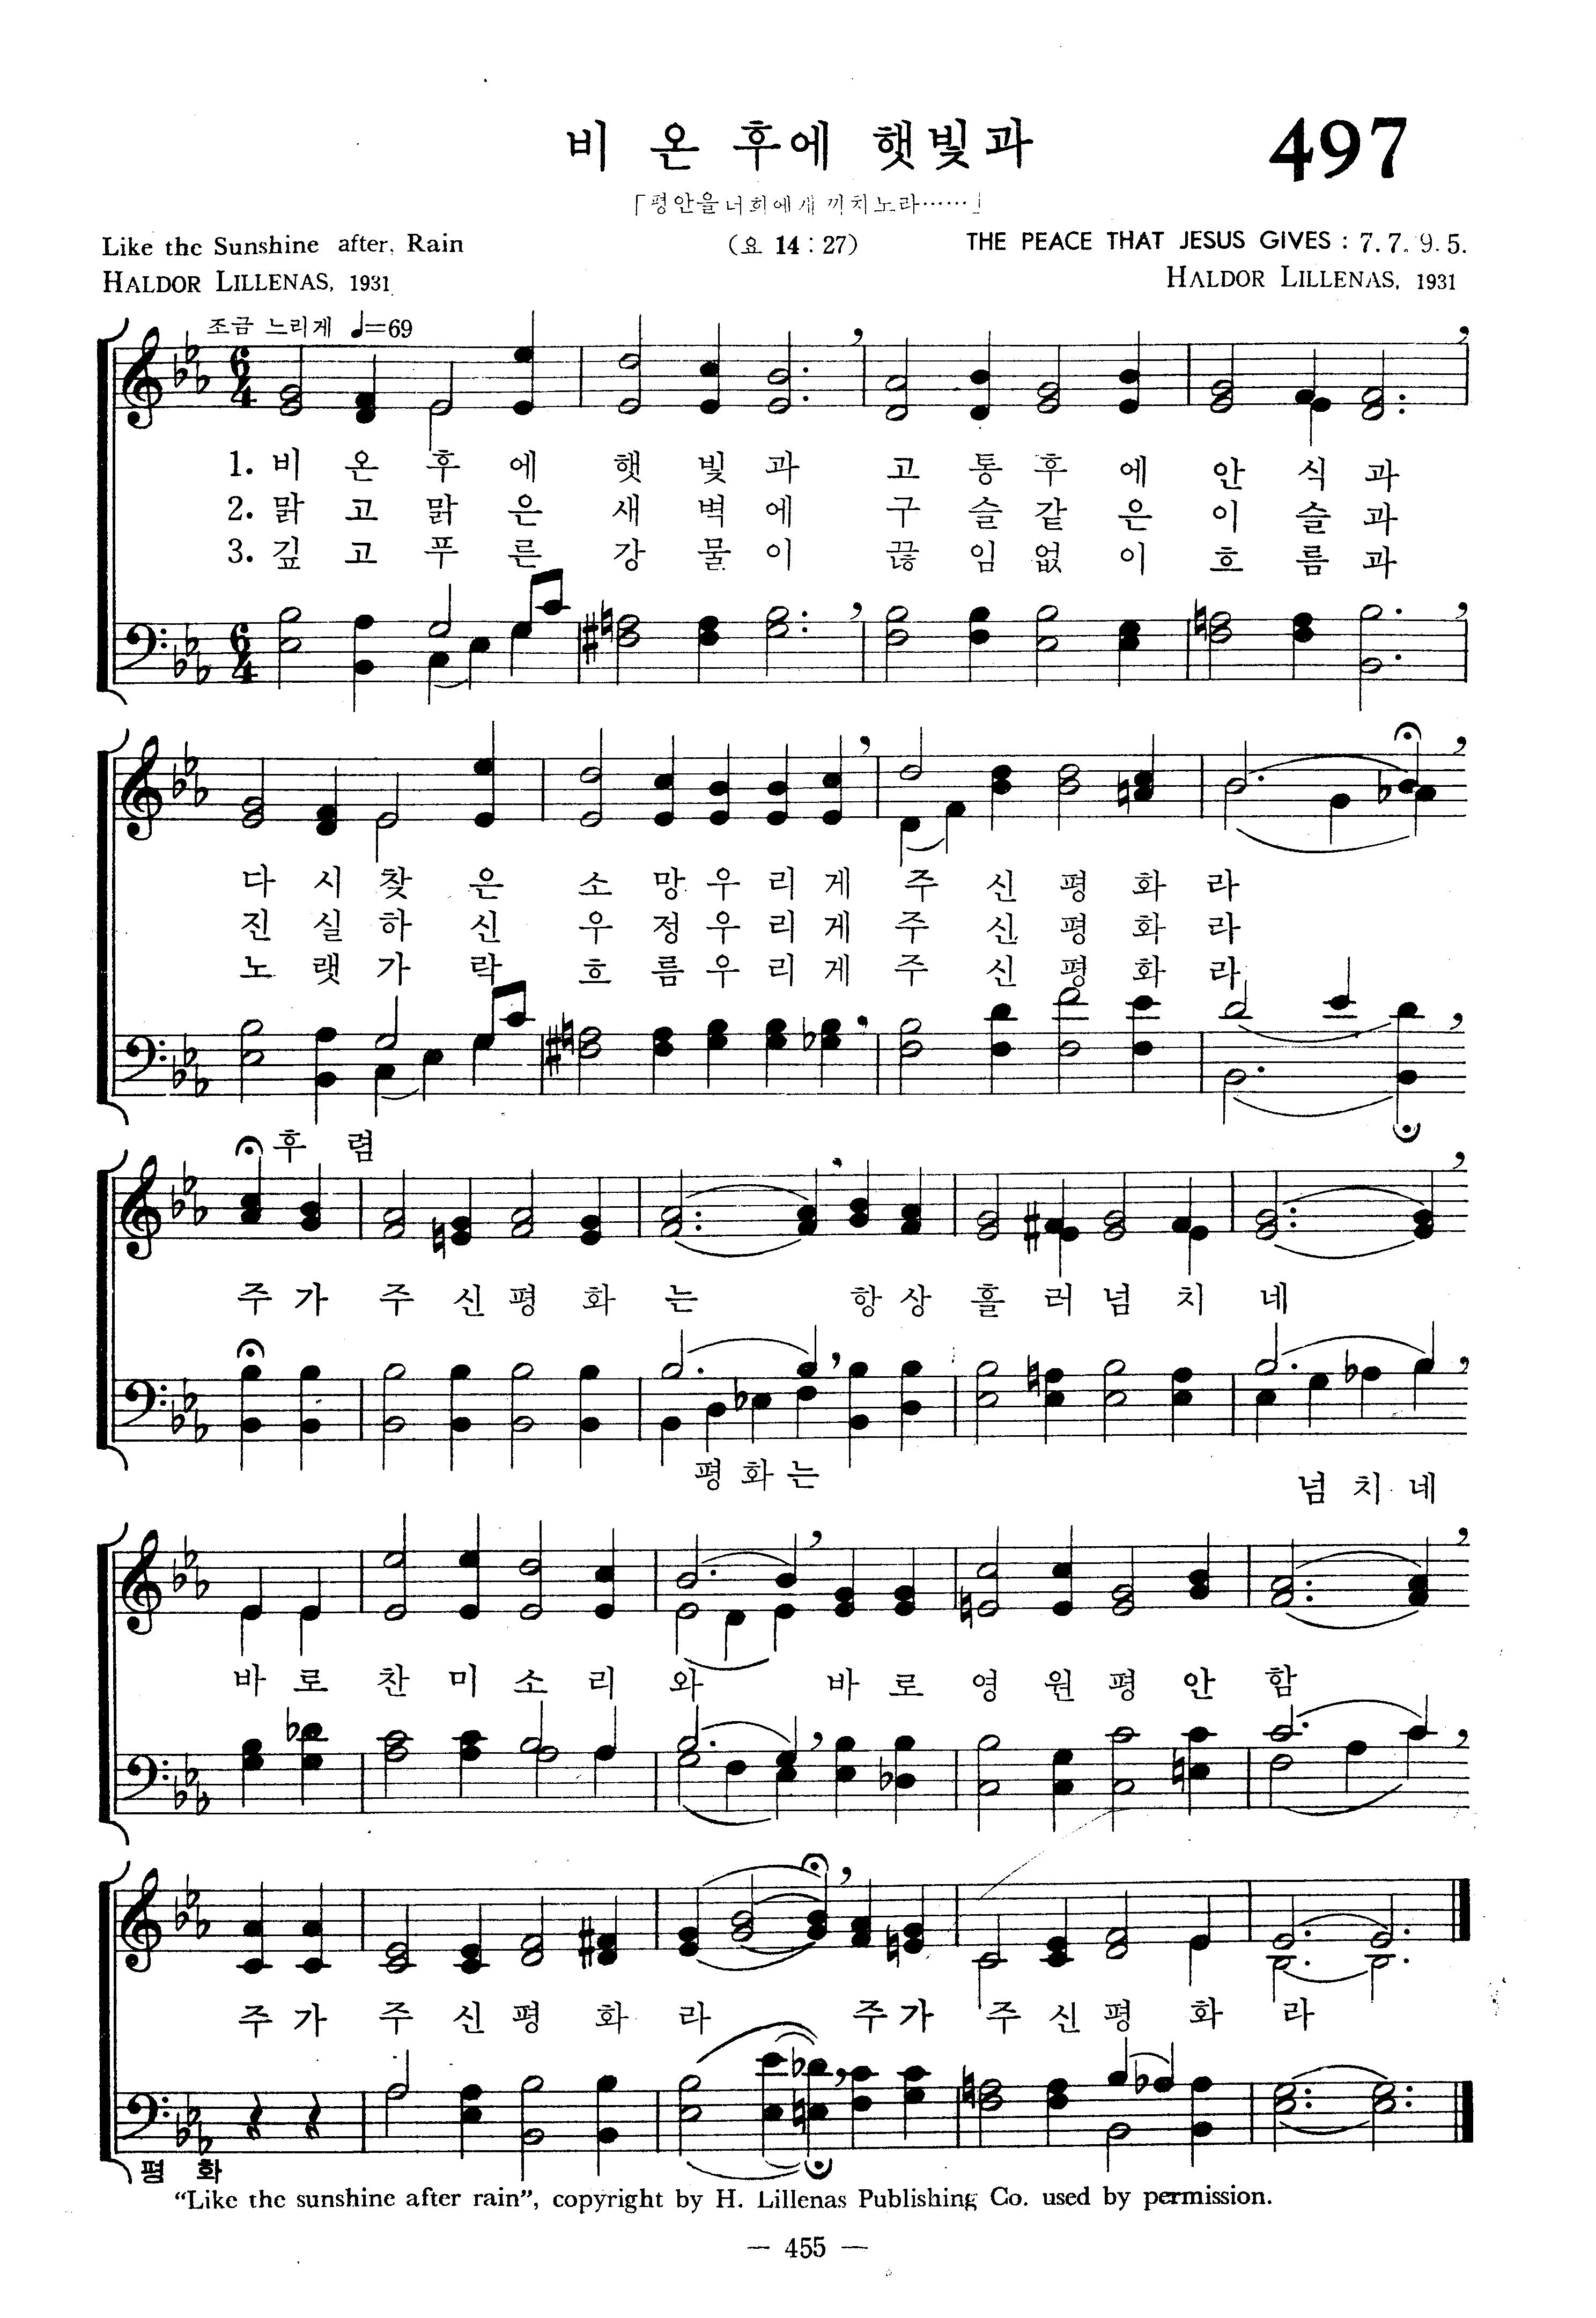 비 온 후에 햇빛과
497
「평안을 너희에게 끼치노라……」
Like the Sunshine after, Rain
(요 14 : 27)
THE PEACE THAT JESUS GIVES : 7. 7. 9. 5.
HALDOR LILLENAS, 1931
HALDOR LILLENAS, 1931
조금 느리게 ♩=69
1. 비 온 후 에 햇 빛 과 고 통 후 에 안 식 과
2. 맑 고 맑 은 새 벽 에 구 슬 같 은 이 슬 과
3. 깊 고 푸 른 강 물 이 끊 임 없 이 흐 름 과
다 시 찾 은 소 망 우 리 게 주 신 평 화 라
진 실 하 신 우 정 우 리 게 주 신 평 화 라
노 랫 가 락 흐 름 우 리 게 주 신 평 화 라
후 렴
주 가 주 신 평 화 는 항 상 흘 러 넘 치 네
평 화 는 넘 치 네
바 로 찬 미 소 리 와 바 로 영 원 평 안 함
주 가 주 신 평 화 라 주 가 주 신 평 화 라
평 화
“Like the sunshine after rain”, copyright by H. Lillenas Publishing Co. used by permission.
— 455 —